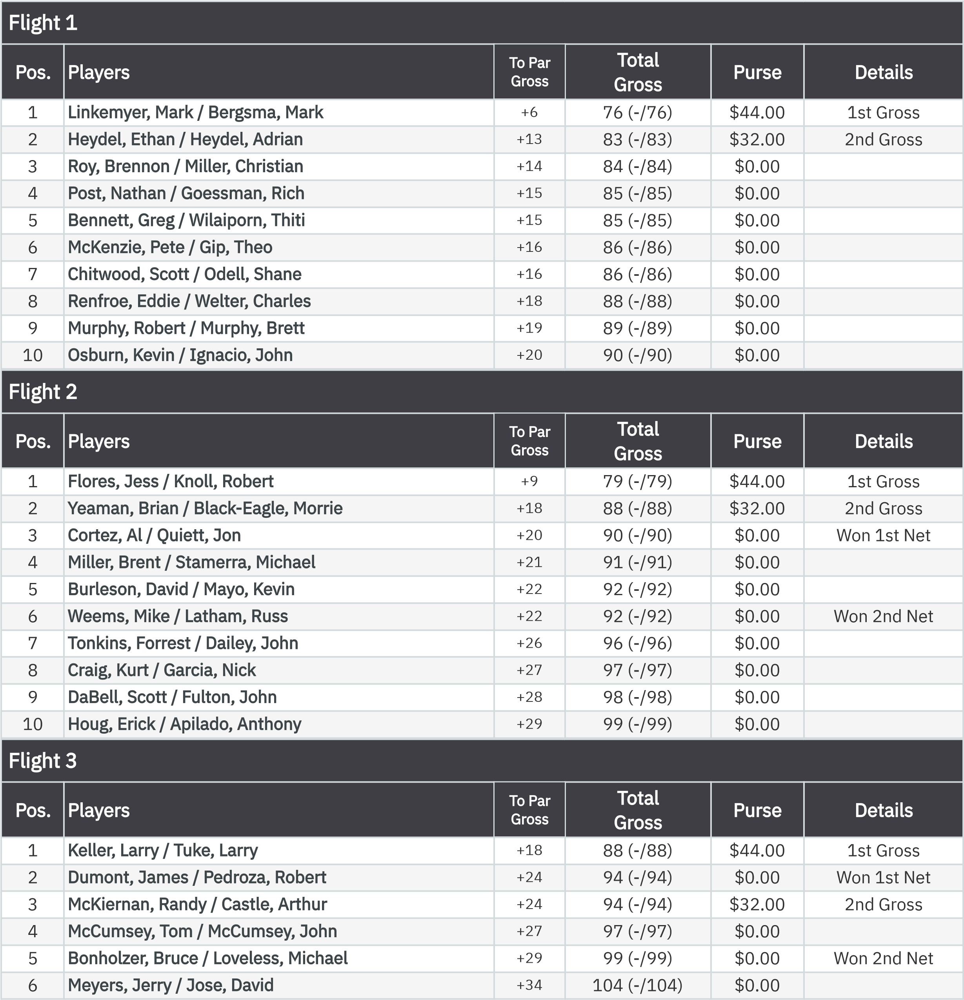 Flight 1
Pos. Players To Par Gross Total Gross Purse Details
1 Linkemyer, Mark / Bergsma, Mark +6 76 (-/76) $44.00 1st Gross
2 Heydel, Ethan / Heydel, Adrian +13 83 (-/83) $32.00 2nd Gross
3 Roy, Brennon / Miller, Christian +14 84 (-/84) $0.00
4 Post, Nathan / Goessman, Rich +15 85 (-/85) $0.00
5 Bennett, Greg / Wilaiporn, Thiti +15 85 (-/85) $0.00
6 McKenzie, Pete / Gip, Theo +16 86 (-/86) $0.00
7 Chitwood, Scott / Odell, Shane +16 86 (-/86) $0.00
8 Renfroe, Eddie / Welter, Charles +18 88 (-/88) $0.00
9 Murphy, Robert / Murphy, Brett +19 89 (-/89) $0.00
10 Osburn, Kevin / Ignacio, John +20 90 (-/90) $0.00
Flight 2
Pos. Players To Par Gross Total Gross Purse Details
1 Flores, Jess / Knoll, Robert +9 79 (-/79) $44.00 1st Gross
2 Yeaman, Brian / Black-Eagle, Morrie +18 88 (-/88) $32.00 2nd Gross
3 Cortez, Al / Quiett, Jon +20 90 (-/90) $0.00 Won 1st Net
4 Miller, Brent / Stamerra, Michael +21 91 (-/91) $0.00
5 Burleson, David / Mayo, Kevin +22 92 (-/92) $0.00
6 Weems, Mike / Latham, Russ +22 92 (-/92) $0.00 Won 2nd Net
7 Tonkins, Forrest / Dailey, John +26 96 (-/96) $0.00
8 Craig, Kurt / Garcia, Nick +27 97 (-/97) $0.00
9 DaBell, Scott / Fulton, John +28 98 (-/98) $0.00
10 Houg, Erick / Apilado, Anthony +29 99 (-/99) $0.00
Flight 3
Pos. Players To Par Gross Total Gross Purse Details
1 Keller, Larry / Tuke, Larry +18 88 (-/88) $44.00 1st Gross
2 Dumont, James / Pedroza, Robert +24 94 (-/94) $0.00 Won 1st Net
3 McKiernan, Randy / Castle, Arthur +24 94 (-/94) $32.00 2nd Gross
4 McCumsey, Tom / McCumsey, John +27 97 (-/97) $0.00
5 Bonholzer, Bruce / Loveless, Michael +29 99 (-/99) $0.00 Won 2nd Net
6 Meyers, Jerry / Jose, David +34 104 (-/104) $0.00